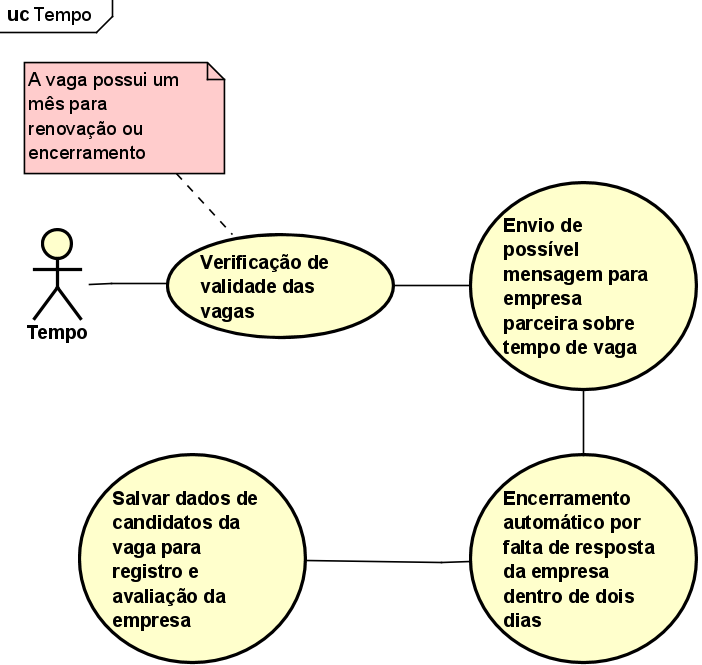 uc Tempo
A vaga possui um
mês para
renovação ou
encerramento
Tempo
Verificação de
validade das
vagas
Envio de
possível
mensagem para
empresa
parceira sobre
tempo de vaga
Salvar dados de
candidatos da
vaga para
registro e
avaliação da
empresa
Encerramento
automático por
falta de resposta
da empresa
dentro de dois
dias